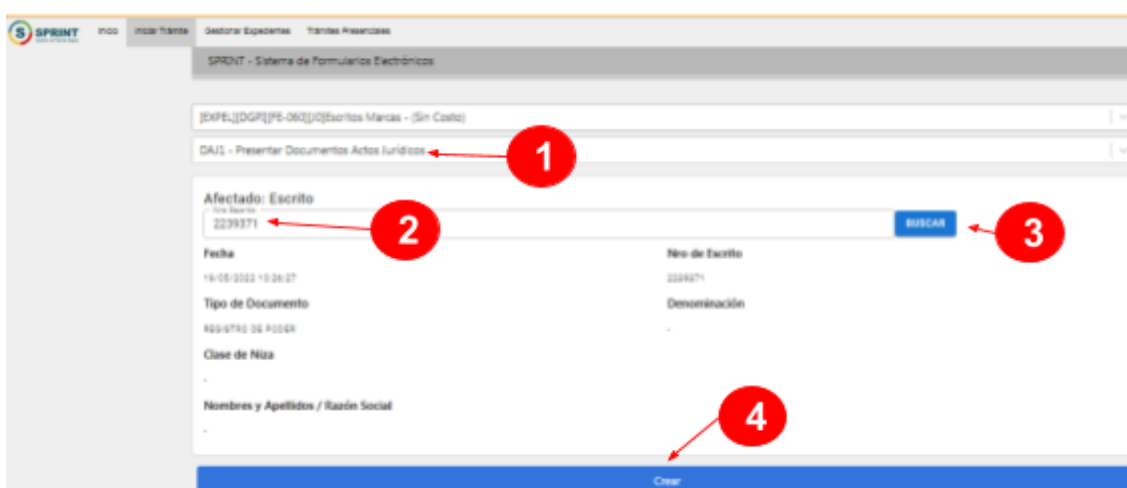 SPRINT Inicio Iniciar Trámite Gestionar Expedientes Trámites Presenciales
SPRINT - Sistema de Formularios Electrónicos
[EXPEL][DGPI][FE-060][J0]Escritos Marcas - (Sin Costo)
DAJ1 - Presentar Documentos Actos Jurídicos
1
Afectado: Escrito
Nro Escrito
2239371
2
BUSCAR
3
Fecha Nro de Escrito
19/05/2022 2239371
Tipo de Documento Denominación
REGISTRO DE PODER -
Clase de Niza
-
Nombres y Apellidos / Razón Social
-
4
Crear